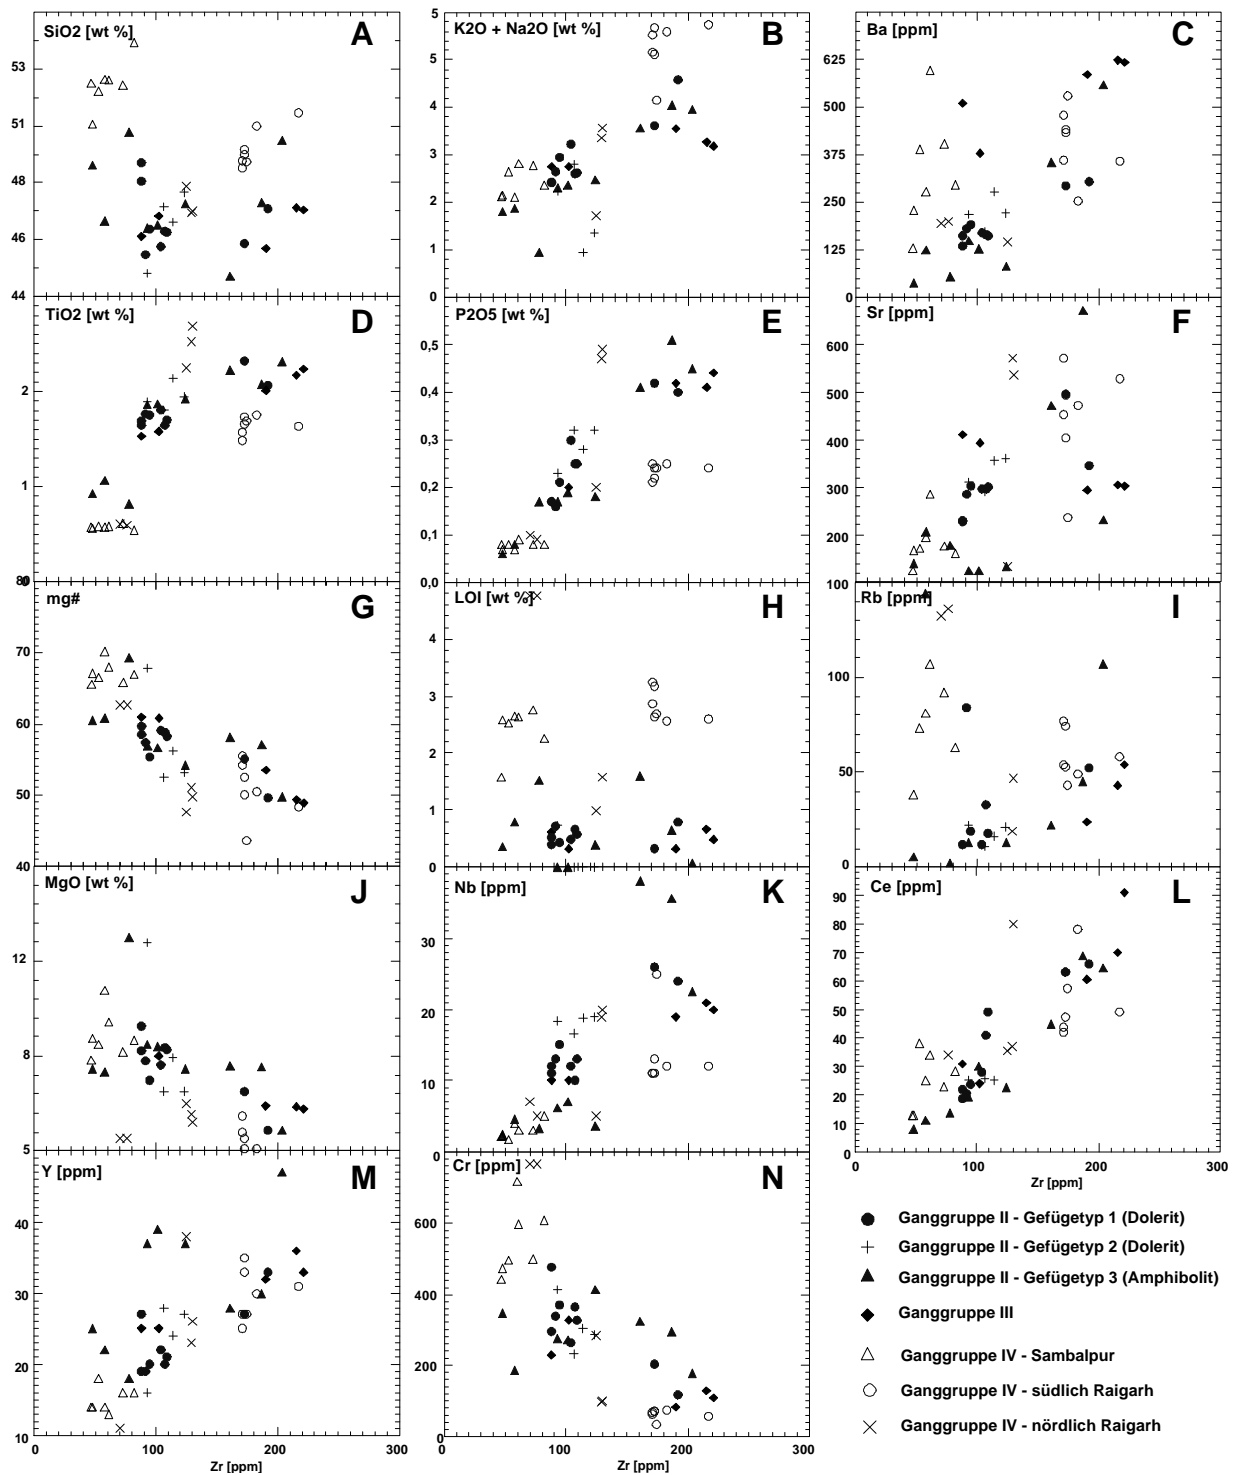 SiO2 [wt %] A
53
51
48
46
44
K2O + Na2O [wt %] B
5
5
4
3
2
1
0
Ba [ppm] C
625
500
375
250
125
0
TiO2 [wt %] D
2
1
0
P2O5 [wt %] E
0,5
0,4
0,3
0,2
0,1
0,0
Sr [ppm] F
600
500
400
300
200
100
mg# G
80
70
60
50
40
LOI [wt %] H
4
3
2
1
0
Rb [ppm] I
100
50
0
MgO [wt %] J
12
8
5
Nb [ppm] K
30
20
10
0
Ce [ppm] L
90
80
70
60
50
40
30
20
10
0
0 100 200 300
Zr [ppm]
Y [ppm] M
40
30
20
10
0 100 200 300
Zr [ppm]
Cr [ppm] N
600
400
200
0
0 100 200 300
Zr [ppm]
Ganggruppe II - Gefügetyp 1 (Dolerit)
Ganggruppe II - Gefügetyp 2 (Dolerit)
Ganggruppe II - Gefügetyp 3 (Amphibolit)
Ganggruppe III
Ganggruppe IV - Sambalpur
Ganggruppe IV - südlich Raigarh
Ganggruppe IV - nördlich Raigarh